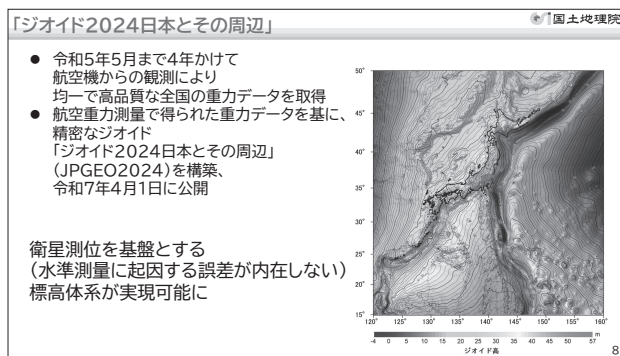 「ジオイド2024日本とその周辺」
国土地理院
● 令和5年5月まで4年かけて
航空機からの観測により
均一で高品質な全国の重力データを取得
● 航空重力測量で得られた重力データを基に、
精密なジオイド
「ジオイド2024日本とその周辺」
(JPGEO2024)を構築、
令和7年4月1日に公開
衛星測位を基盤とする
(水準測量に起因する誤差が内在しない)
標高体系が実現可能に
50°
45°
40°
35°
30°
25°
20°
15°
120° 125° 130° 135° 140° 145° 150° 155° 160°
m
-4 0 5 10 15 20 25 30 35 40 45 50 57
ジオイド高
8